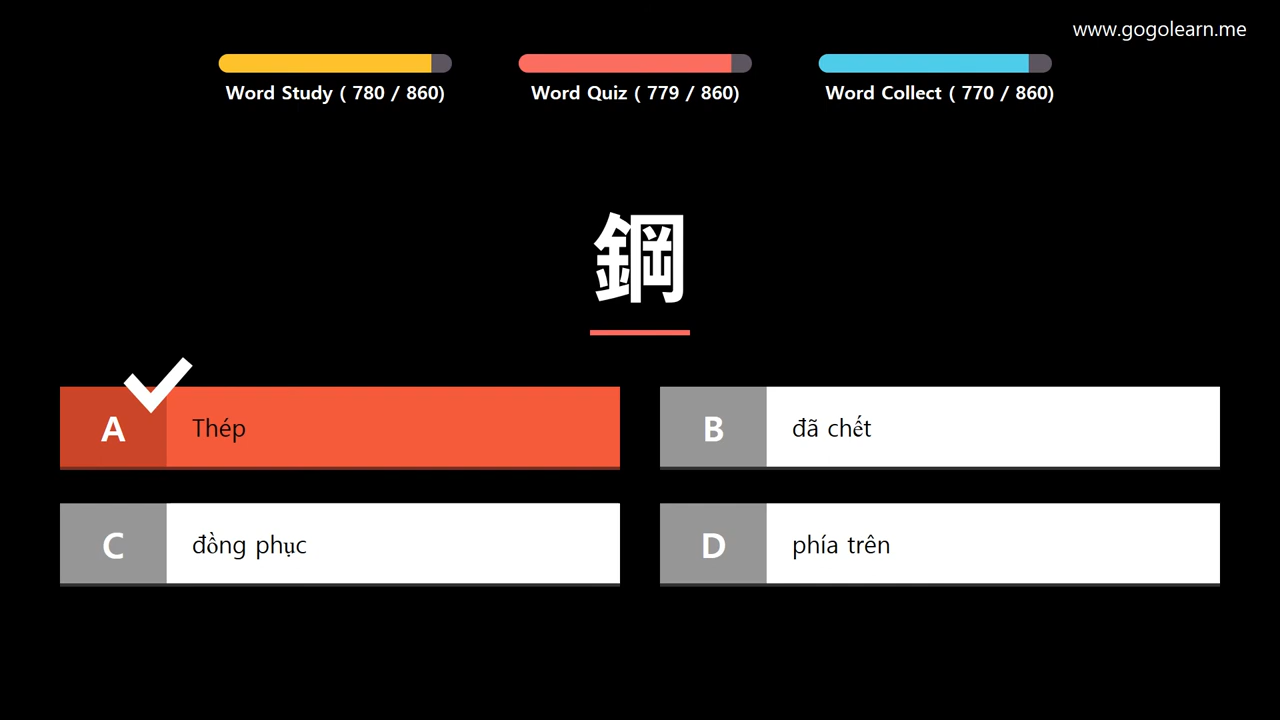 www.gogolearn.me
Word Study ( 780 / 860)
Word Quiz ( 779 / 860)
Word Collect ( 770 / 860)
鋼
A Thép
B đã chết
C đồng phục
D phía trên